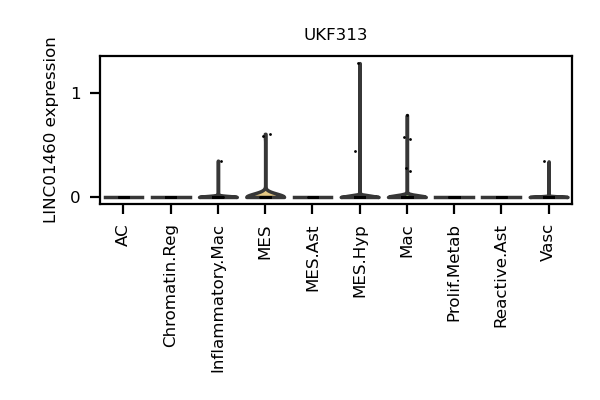 UKF313
LINC01460 expression
1
0
AC
Chromatin.Reg
Inflammatory.Mac
MES
MES.Ast
MES.Hyp
Mac
Prolif.Metab
Reactive.Ast
Vasc